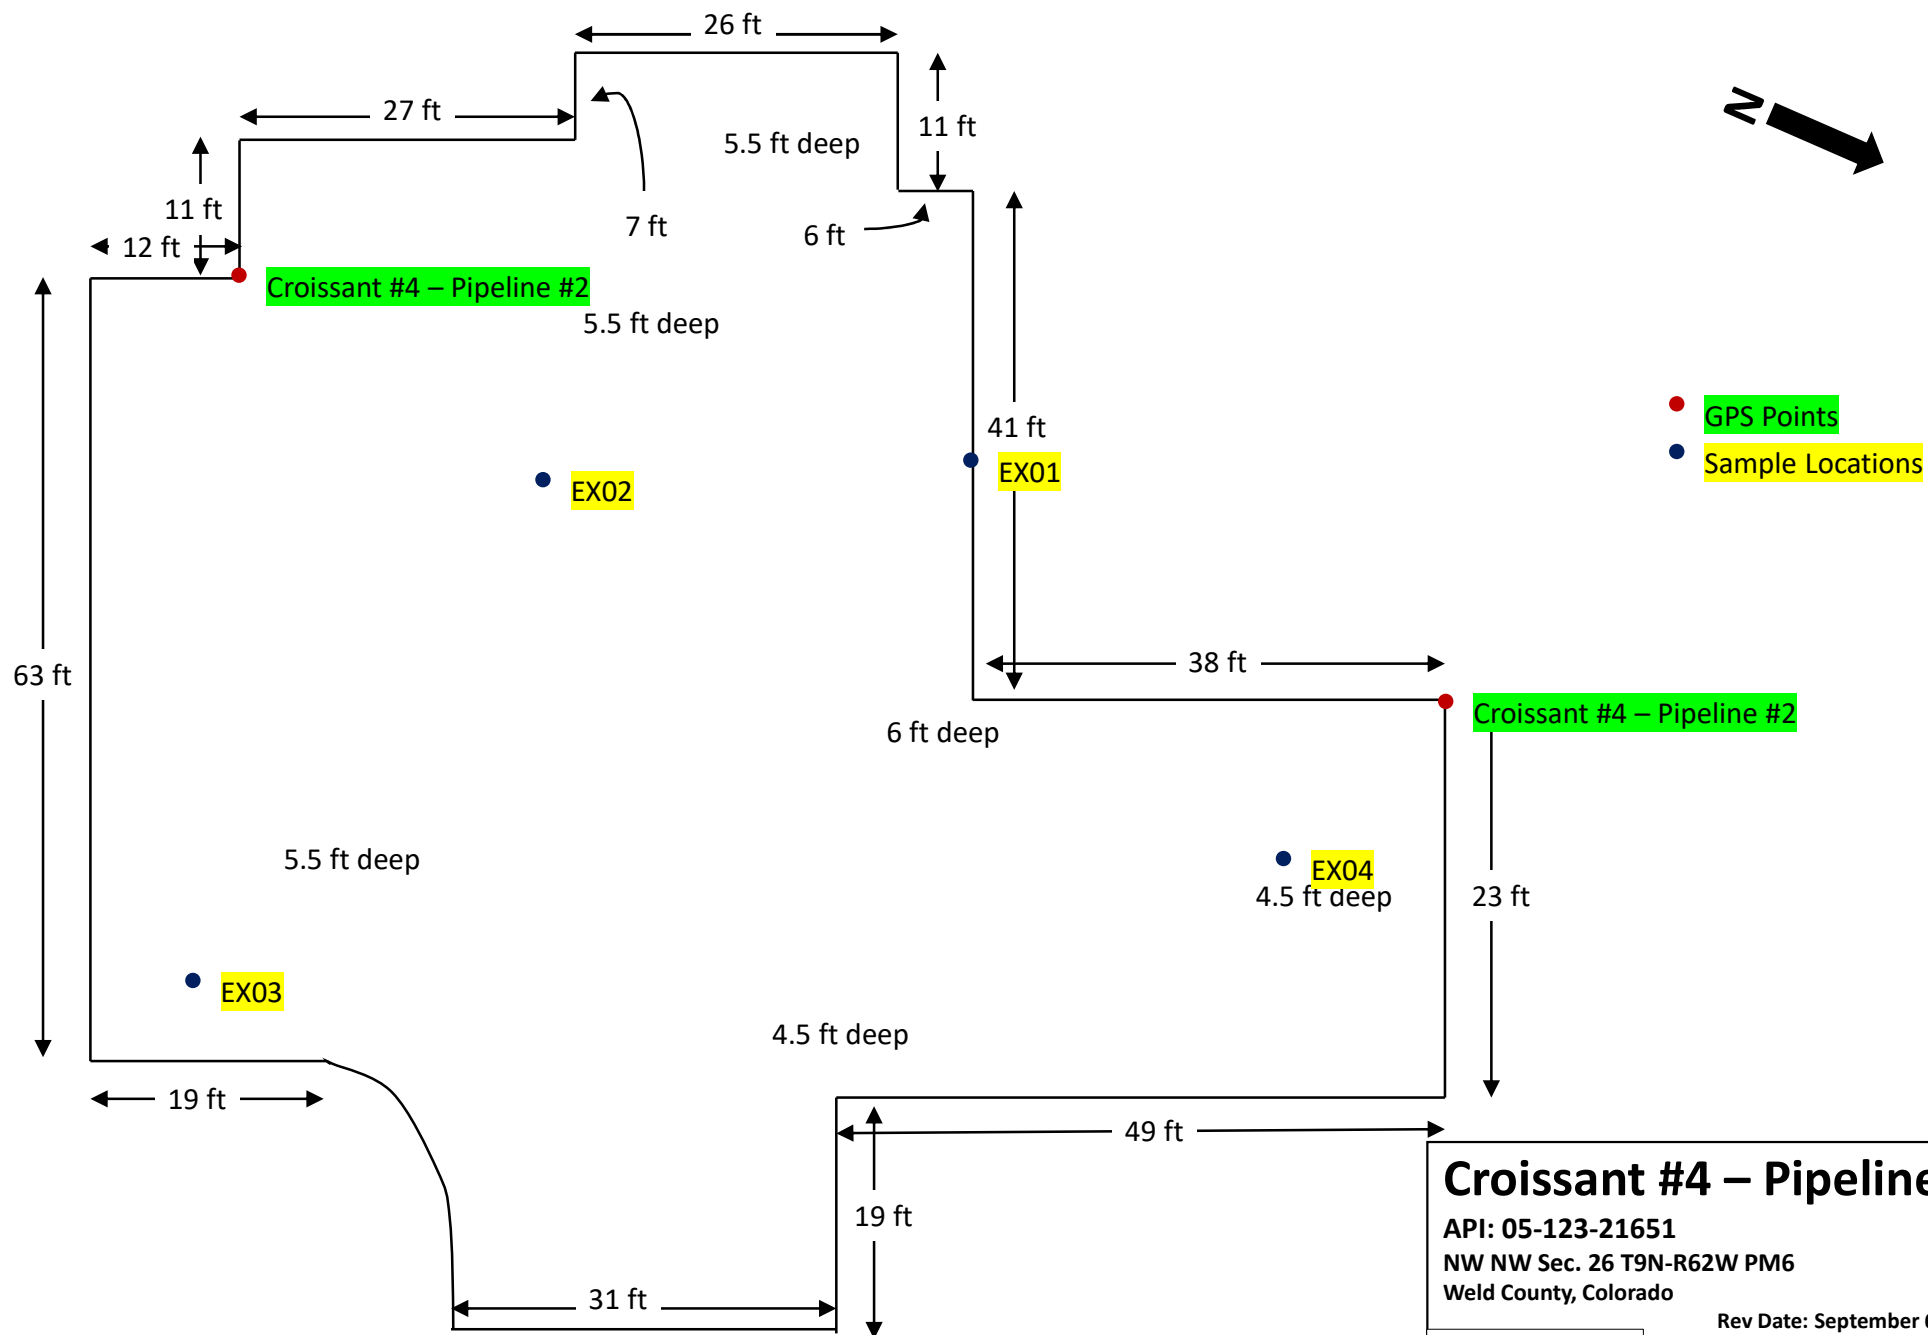 26 ft
27 ft
11 ft
5.5 ft deep
11 ft
7 ft
6 ft
12 ft
N
Croissant #4 – Pipeline #2
5.5 ft deep
GPS Points
41 ft
Sample Locations
EX01
EX02
63 ft
38 ft
Croissant #4 – Pipeline #2
6 ft deep
5.5 ft deep
EX04
4.5 ft deep
23 ft
EX03
4.5 ft deep
19 ft
49 ft
19 ft
31 ft
Croissant #4 – Pipeline
API: 05-123-21651
NW NW Sec. 26 T9N-R62W PM6
Weld County, Colorado
Rev Date: September